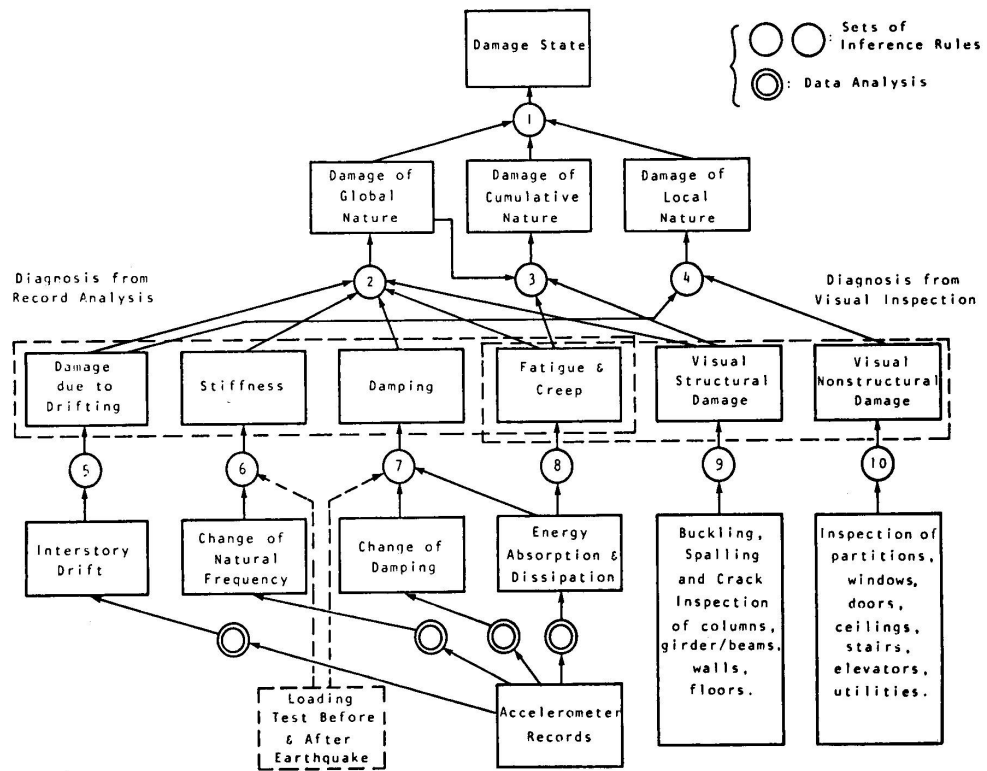 Damage State
: Sets of
Inference Rules
: Data Analysis
1
Damage of
Global
Nature
Damage of
Cumulative
Nature
Damage of
Local
Nature
Diagnosis from
Record Analysis
2
3
4
Diagnosis from
Visual Inspection
Damage
due to
Drifting
Stiffness
Damping
Fatigue &
Creep
Visual
Structural
Damage
Visual
Nonstructural
Damage
5
6
7
8
9
10
Interstory
Drift
Change of
Natural
Frequency
Change of
Damping
Energy
Absorption &
Dissipation
Buckling,
Spalling
and Crack
Inspection
of columns,
girder/beams,
walls,
floors.
Inspection of
partitions,
windows,
doors,
ceilings,
stairs,
elevators,
utilities.
Loading
Test Before
& After
Earthquake
Accelerometer
Records